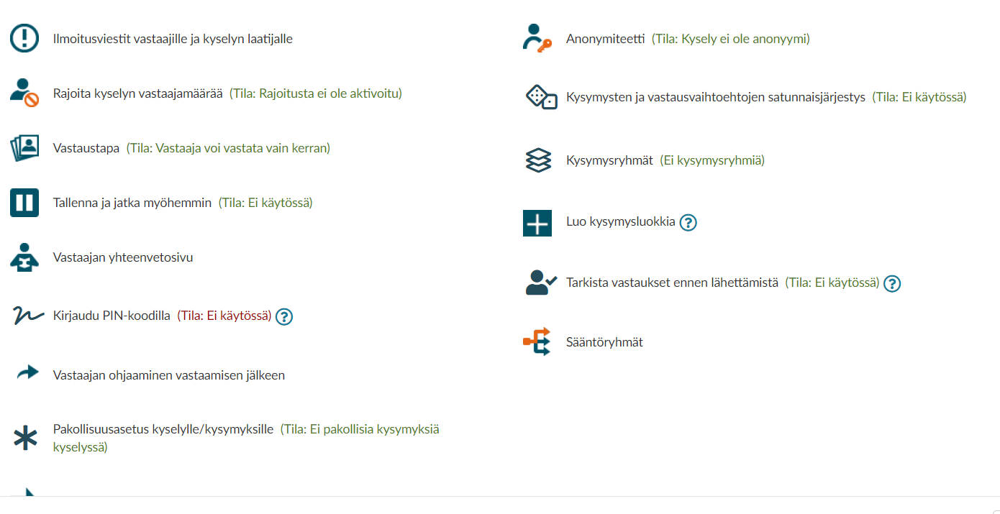 Ilmoitusviestit vastaajille ja kyselyn laatijalle
Rajoita kyselyn vastaajamäärää (Tila: Rajoitusta ei ole aktivoitu)
Vastaustapa (Tila: Vastaaja voi vastata vain kerran)
Tallenna ja jatka myöhemmin (Tila: Ei käytössä)
Vastaajan yhteenvetosivu
Kirjaudu PIN-koodilla (Tila: Ei käytössä) ?
Vastaajan ohjaaminen vastaamisen jälkeen
Pakollisuusasetus kyselylle/kysymyksille (Tila: Ei pakollisia kysymyksiä
kyselyssä)
Anonymiteetti (Tila: Kysely ei ole anonyymi)
Kysymysten ja vastausvaihtoehtojen satunnaisjärjestys (Tila: Ei käytössä)
Kysymysryhmät (Ei kysymysryhmiä)
Luo kysymysluokkia ?
Tarkista vastaukset ennen lähettämistä (Tila: Ei käytössä) ?
Sääntöryhmät